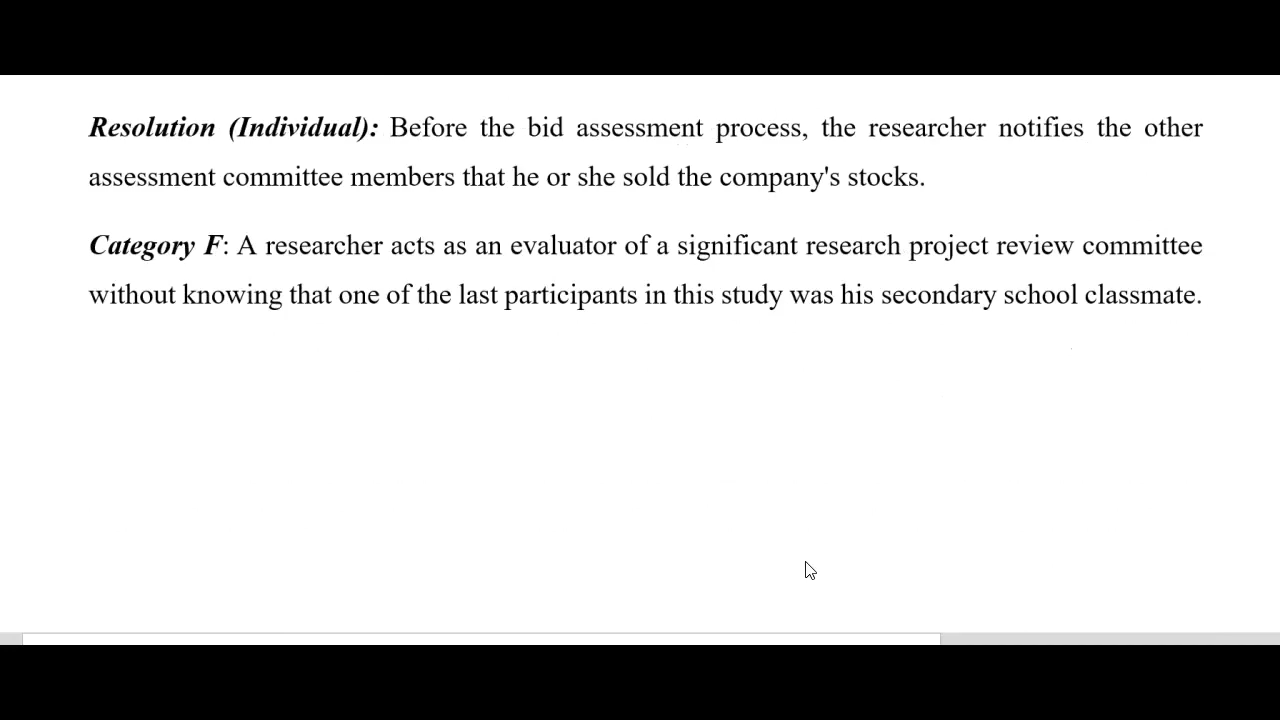 Resolution (Individual): Before the bid assessment process, the researcher notifies the other
assessment committee members that he or she sold the company's stocks.
Category F: A researcher acts as an evaluator of a significant research project review committee
without knowing that one of the last participants in this study was his secondary school classmate.